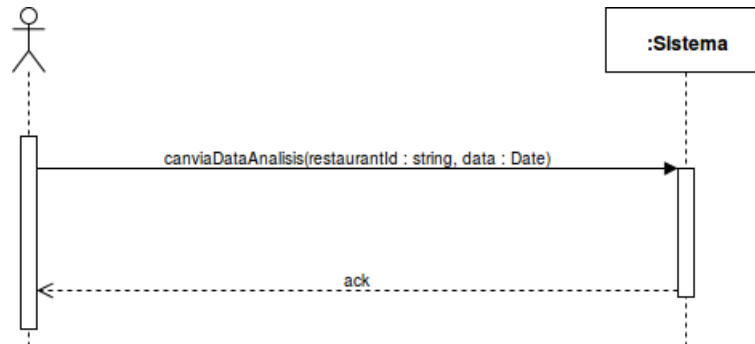 :Sistema
canviaDataAnalisis(restaurantId : string, data : Date)
ack